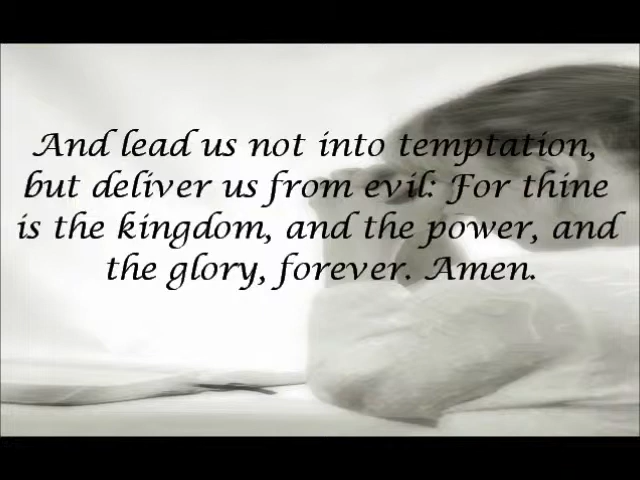 And lead us not into temptation,
but deliver us from evil: For thine
is the kingdom, and the power, and
the glory, forever. Amen.